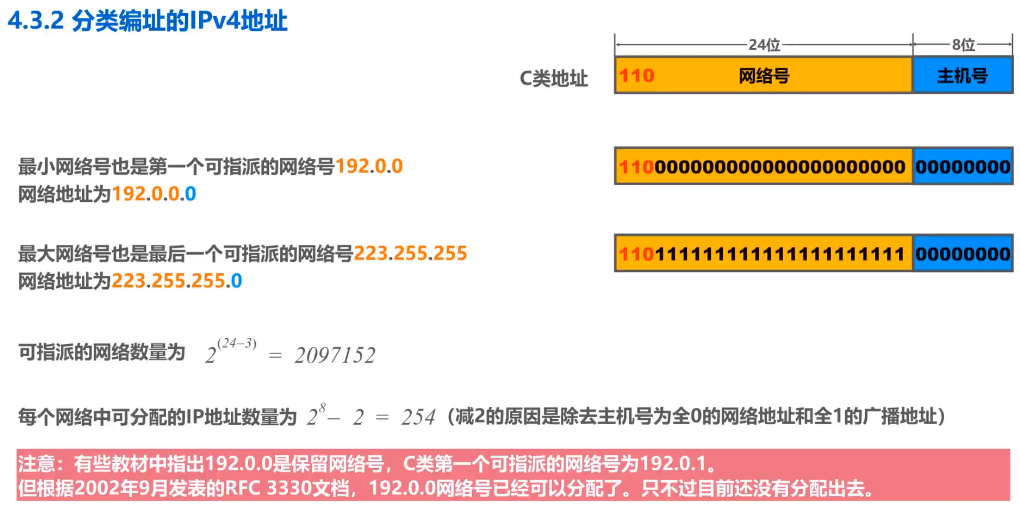 4.3.2 分类编址的IPv4地址
24位 8位
C类地址 110 网络号 主机号
最小网络号也是第一个可指派的网络号192.0.0
网络地址为192.0.0.0
110000000000000000000000 00000000
最大网络号也是最后一个可指派的网络号223.255.255
网络地址为223.255.255.0
110111111111111111111111 00000000
可指派的网络数量为 2^(24-3) = 2097152
每个网络中可分配的IP地址数量为 2^8 - 2 = 254（减2的原因是除去主机号为全0的网络地址和全1的广播地址）
注意：有些教材中指出192.0.0是保留网络号，C类第一个可指派的网络号为192.0.1。
但根据2002年9月发表的RFC 3330文档，192.0.0网络号已经可以分配了。只不过目前还没有分配出去。